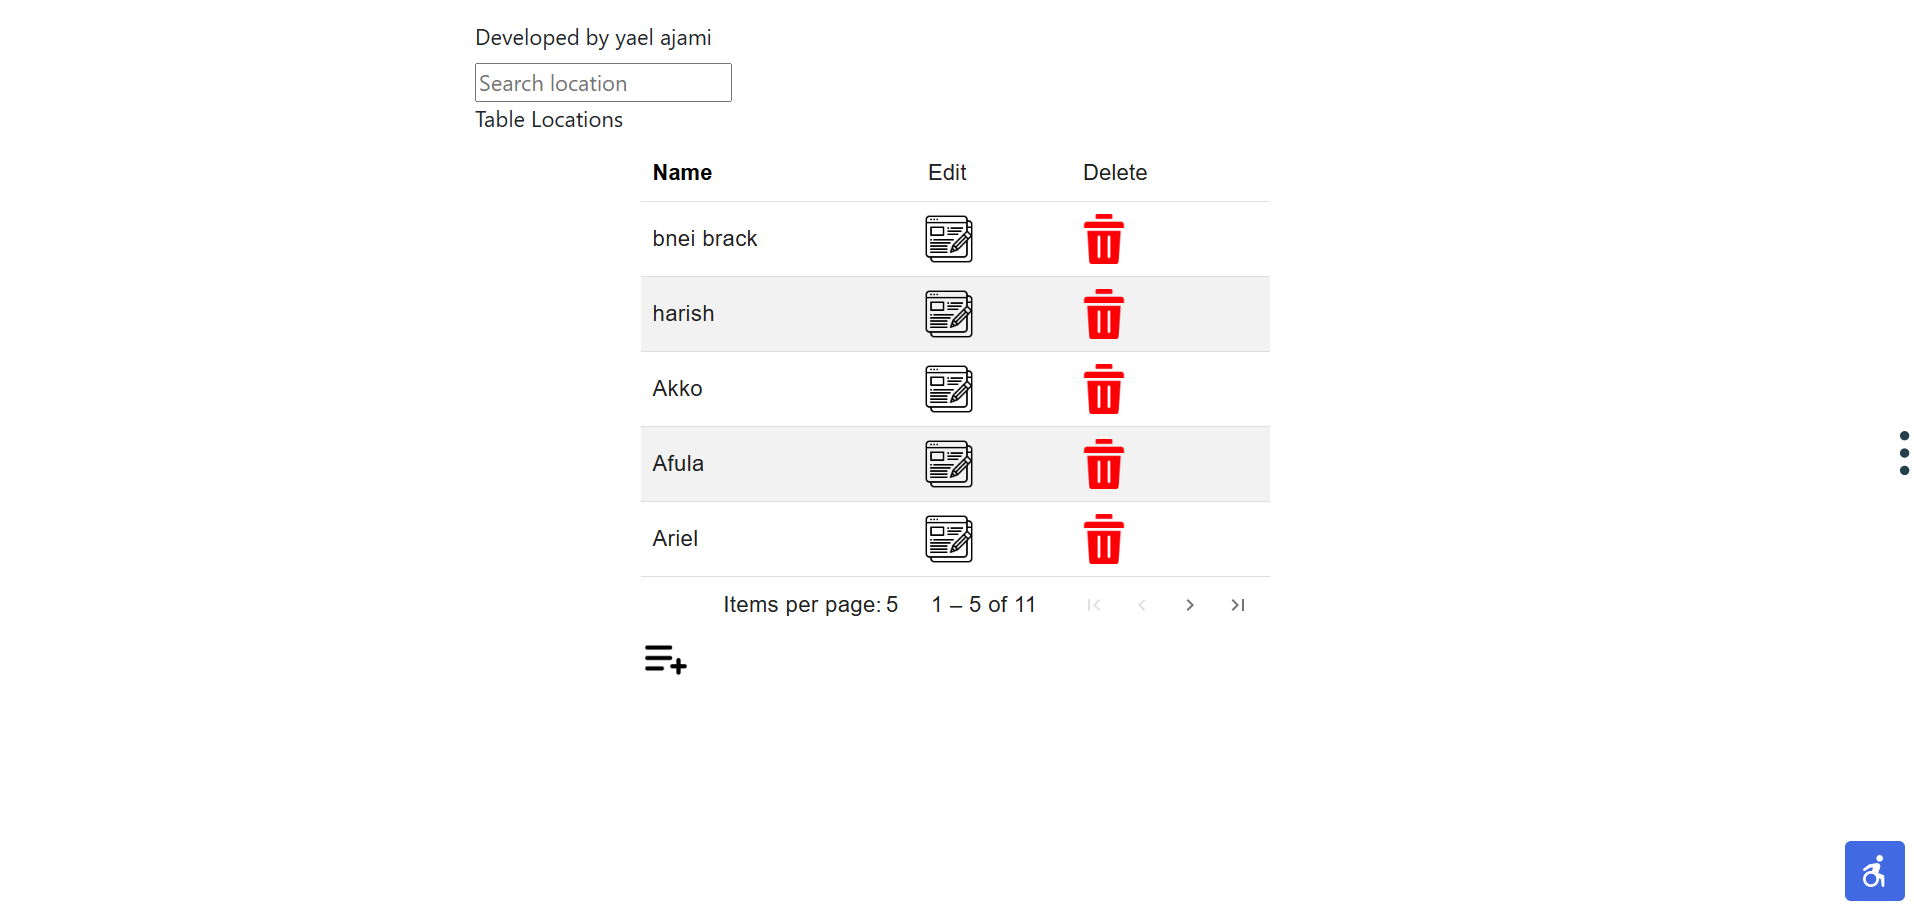 Developed by yael ajami
Search location
Table Locations
Name Edit Delete
bnei brack
harish
Akko
Afula
Ariel
Items per page: 5 1 – 5 of 11